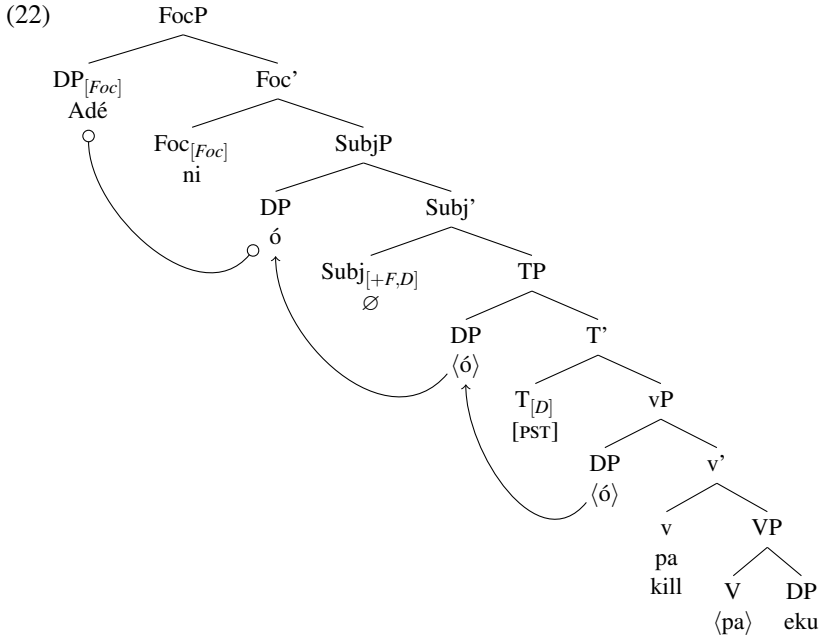 (22)
FocP
DP[Foc] Foc’
Adé
Foc[Foc] SubjP
ni
DP Subj’
ó
Subj[+F,D] TP
∅
DP T’
⟨ó⟩
T[D] vP
[PST]
DP v’
⟨ó⟩
v VP
pa
kill V DP
⟨pa⟩ eku